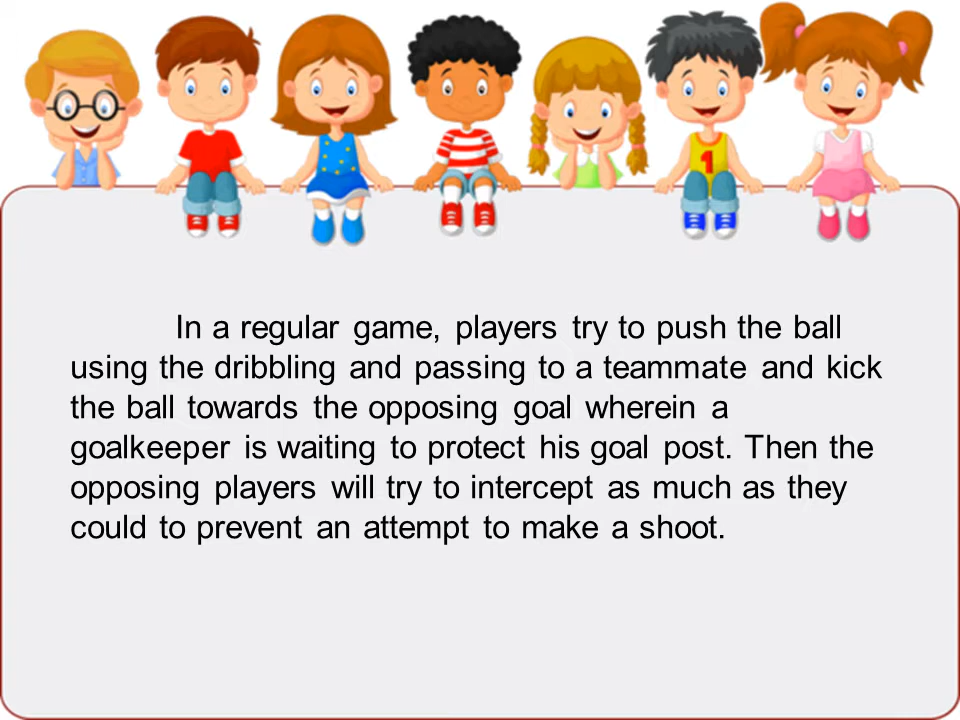 1
In a regular game, players try to push the ball
using the dribbling and passing to a teammate and kick
the ball towards the opposing goal wherein a
goalkeeper is waiting to protect his goal post. Then the
opposing players will try to intercept as much as they
could to prevent an attempt to make a shoot.